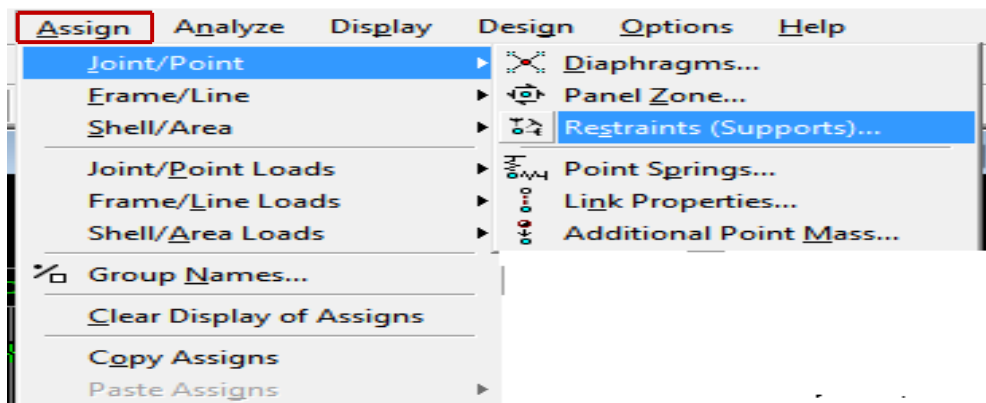 Assign Analyze Display Design Options Help
Joint/Point
Frame/Line
Shell/Area
Joint/Point Loads
Frame/Line Loads
Shell/Area Loads
Group Names...
Clear Display of Assigns
Copy Assigns
Paste Assigns
Diaphragms...
Panel Zone...
Restraints (Supports)...
Point Springs...
Link Properties...
Additional Point Mass...